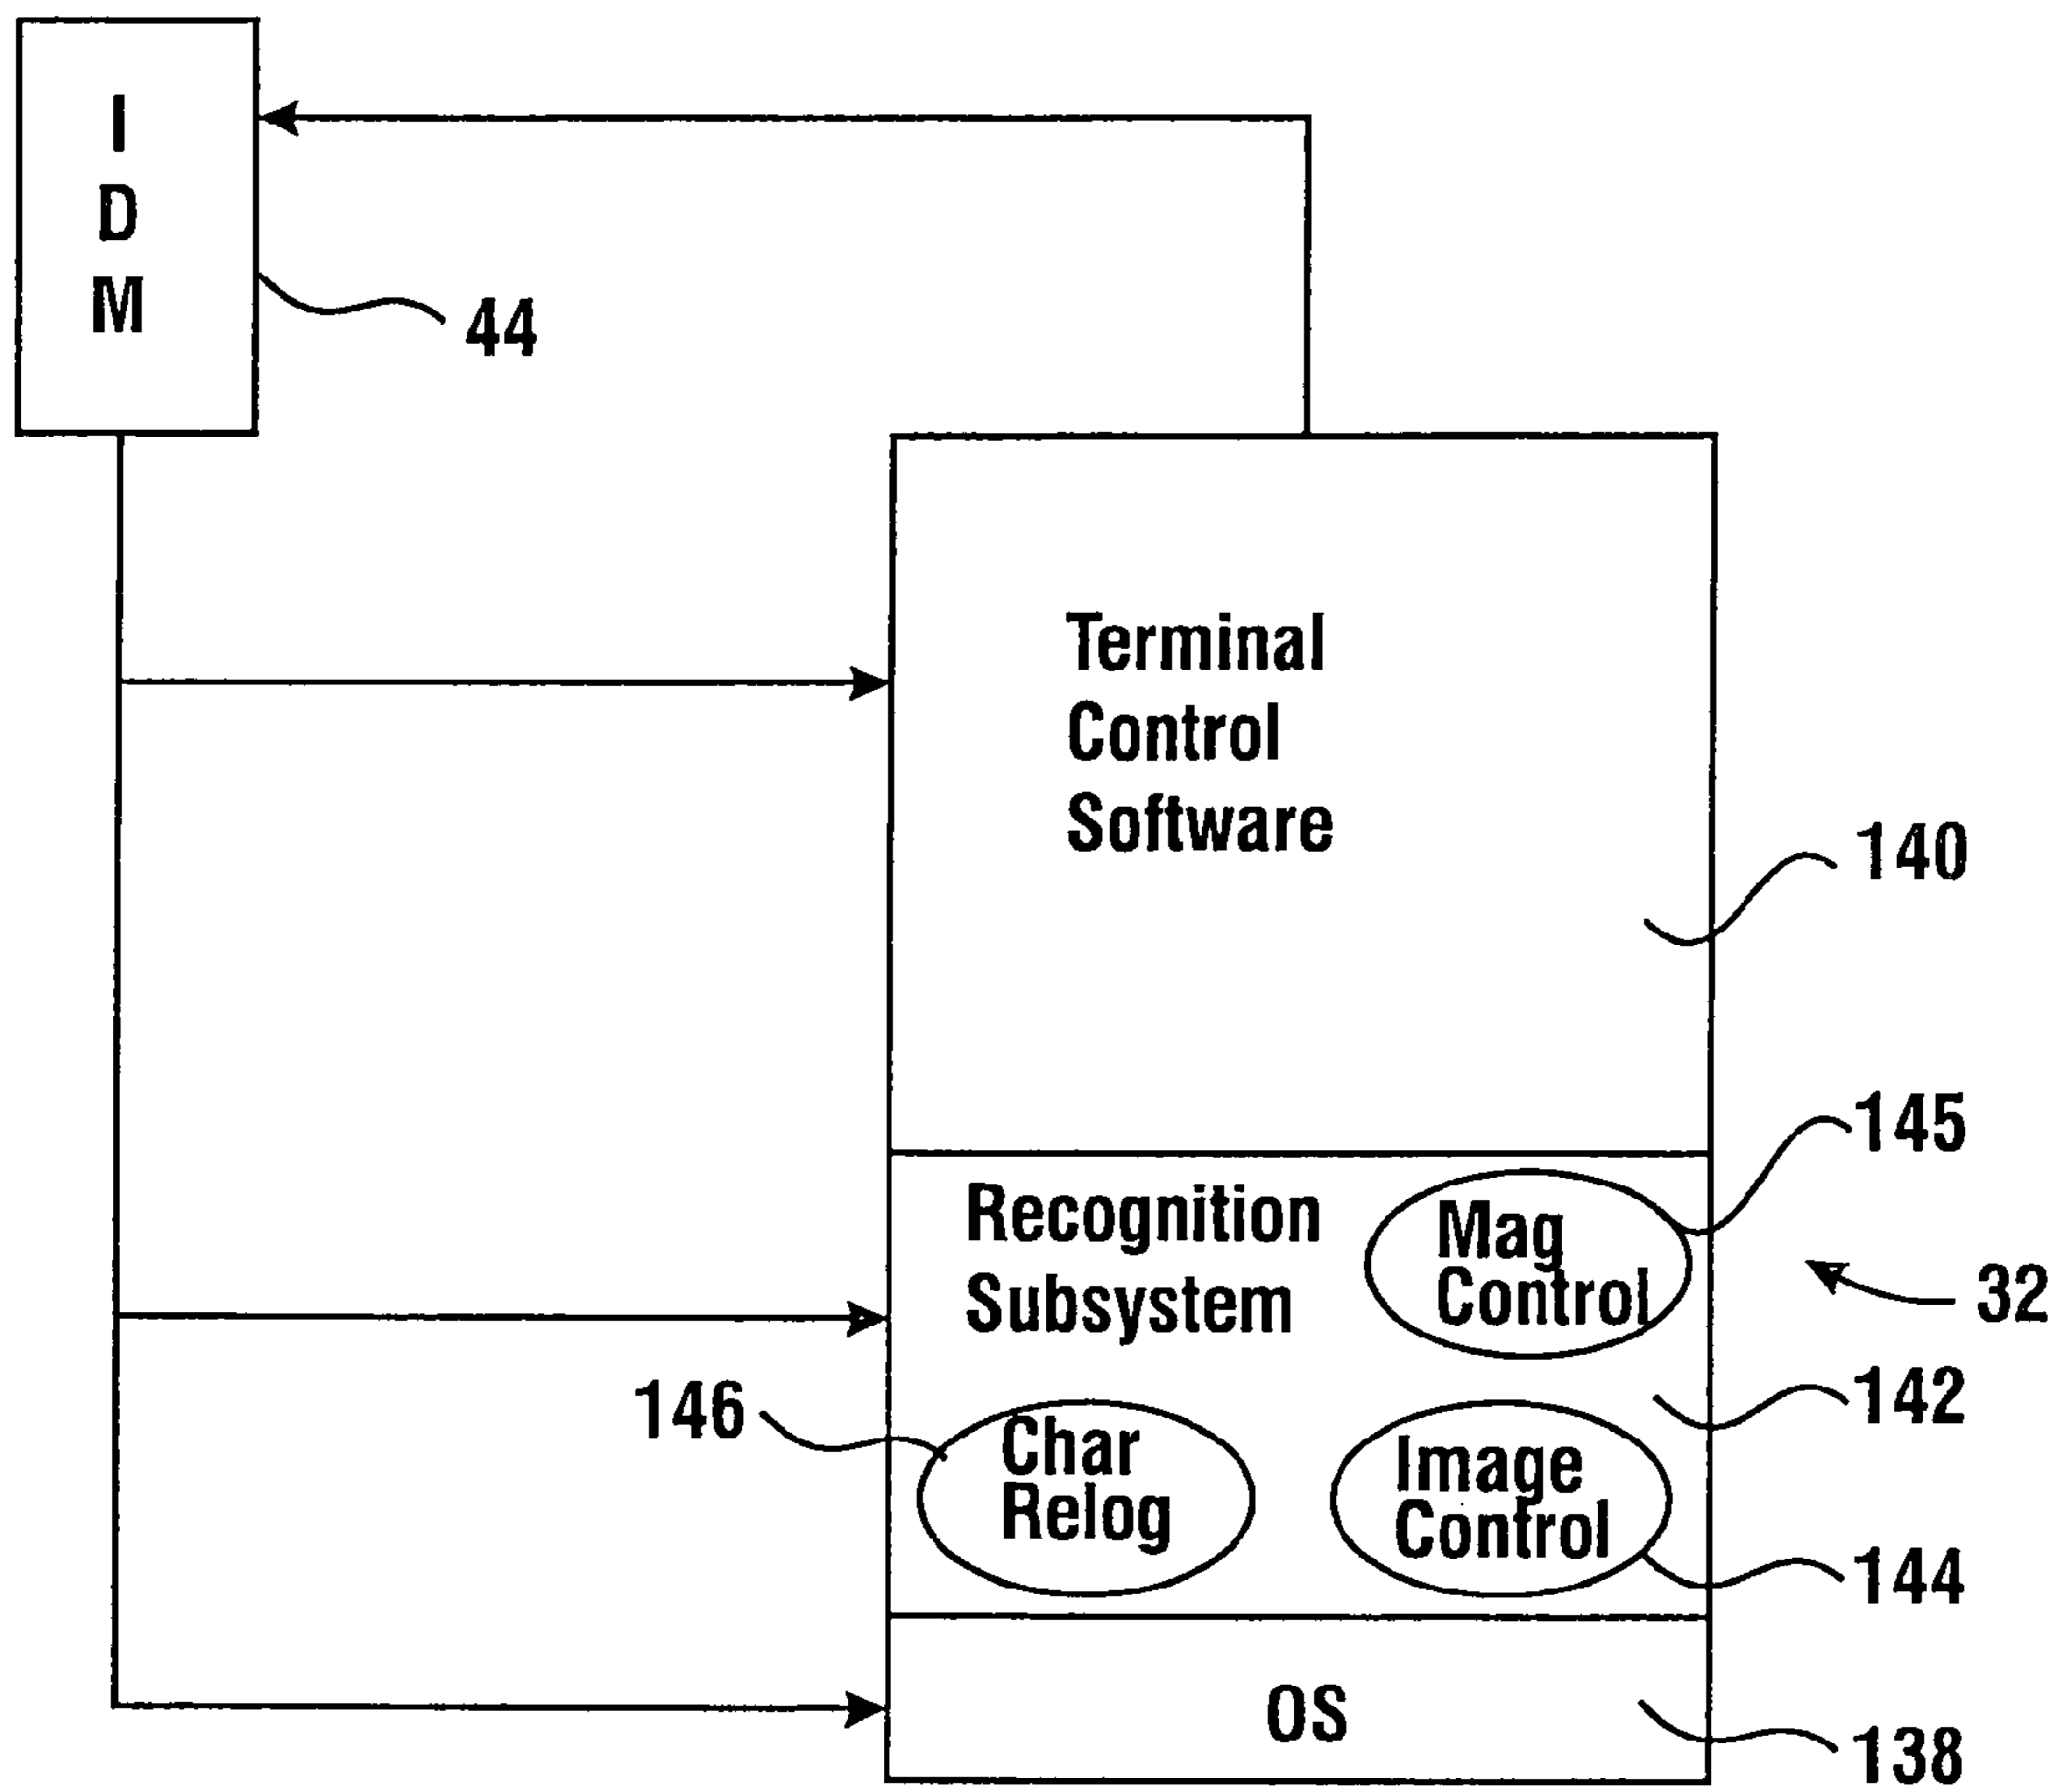 I
D
M
44
Terminal
Control
Software
140
145
Recognition
Subsystem
Mag
Control
32
142
146
Char
Relog
Image
Control
144
OS
138